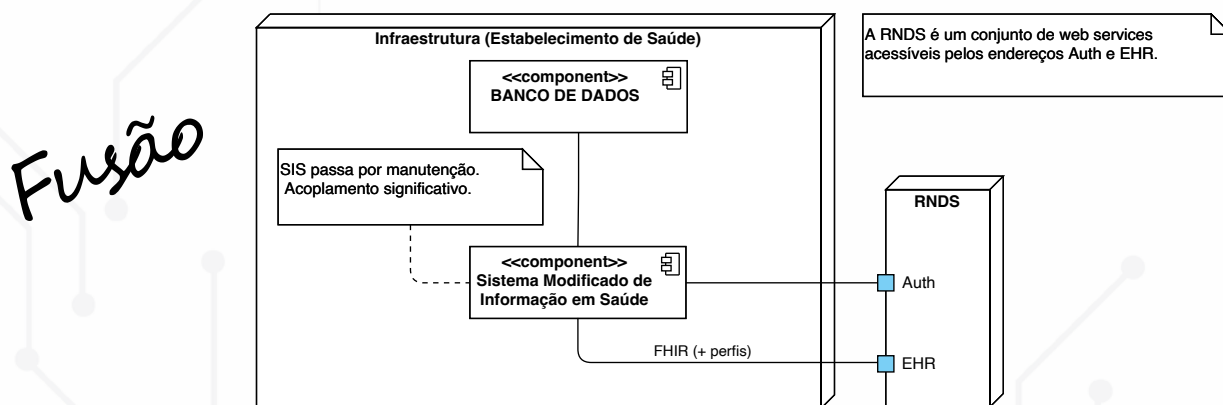 Fusão
Infraestrutura (Estabelecimento de Saúde)
<<component>>
BANCO DE DADOS
SIS passa por manutenção.
Acoplamento significativo.
<<component>>
Sistema Modificado de
Informação em Saúde
FHIR (+ perfis)
A RNDS é um conjunto de web services
acessíveis pelos endereços Auth e EHR.
RNDS
Auth
EHR